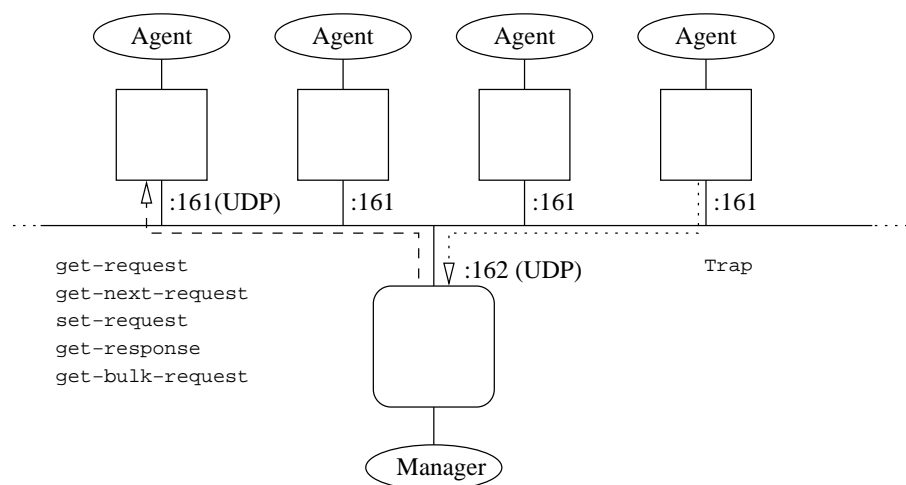 Agent Agent Agent Agent
:161(UDP) :161 :161 :161
:162 (UDP)
get-request
get-next-request
set-request
get-response
get-bulk-request
Trap
Manager